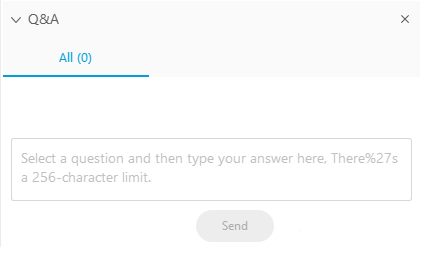 Q&A
All (0)
Select a question and then type your answer here, There%27s
a 256-character limit.
Send